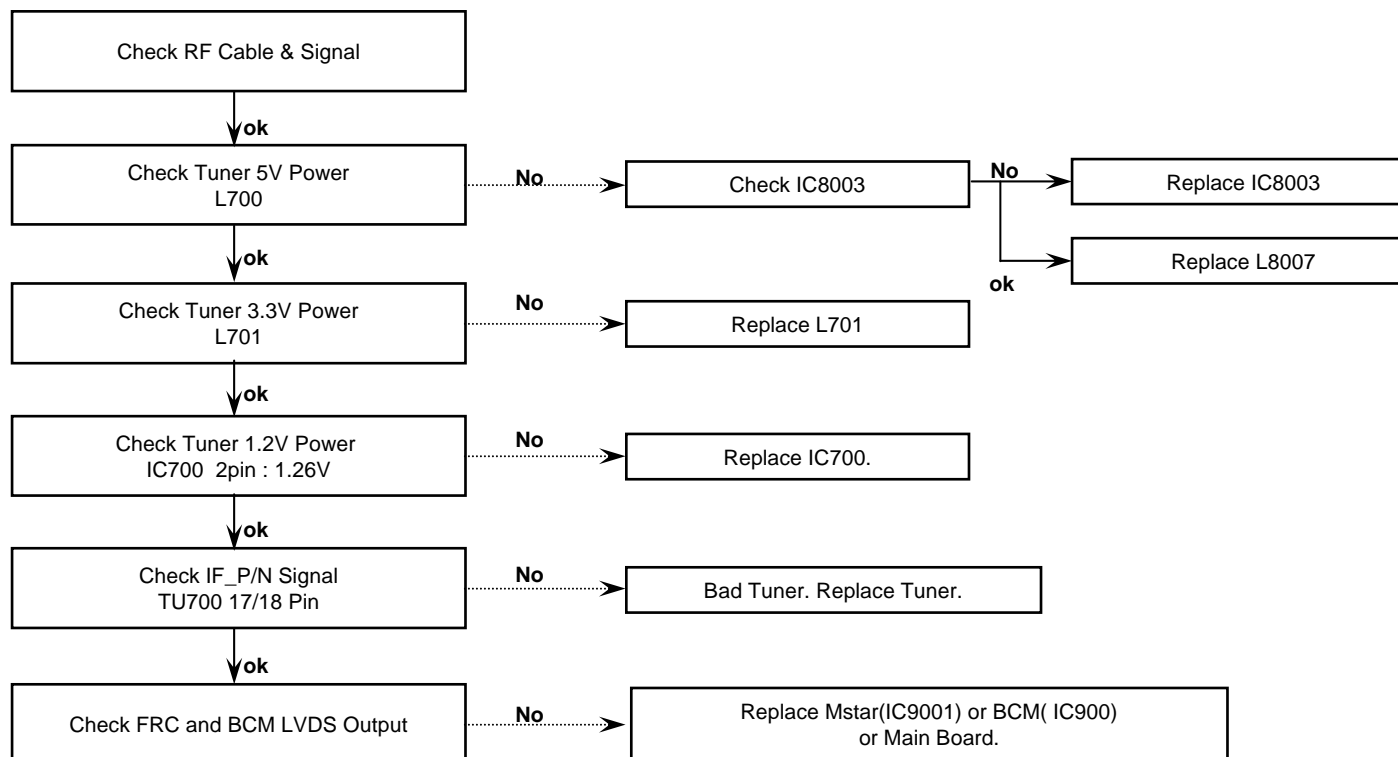 Check RF Cable & Signal
ok
Check Tuner 5V Power
L700
No
Check IC8003
No
Replace IC8003
ok
Replace L8007
ok
Check Tuner 3.3V Power
L701
No
Replace L701
ok
Check Tuner 1.2V Power
IC700 2pin : 1.26V
No
Replace IC700.
ok
Check IF_P/N Signal
TU700 17/18 Pin
No
Bad Tuner. Replace Tuner.
ok
Check FRC and BCM LVDS Output
No
Replace Mstar(IC9001) or BCM( IC900)
or Main Board.